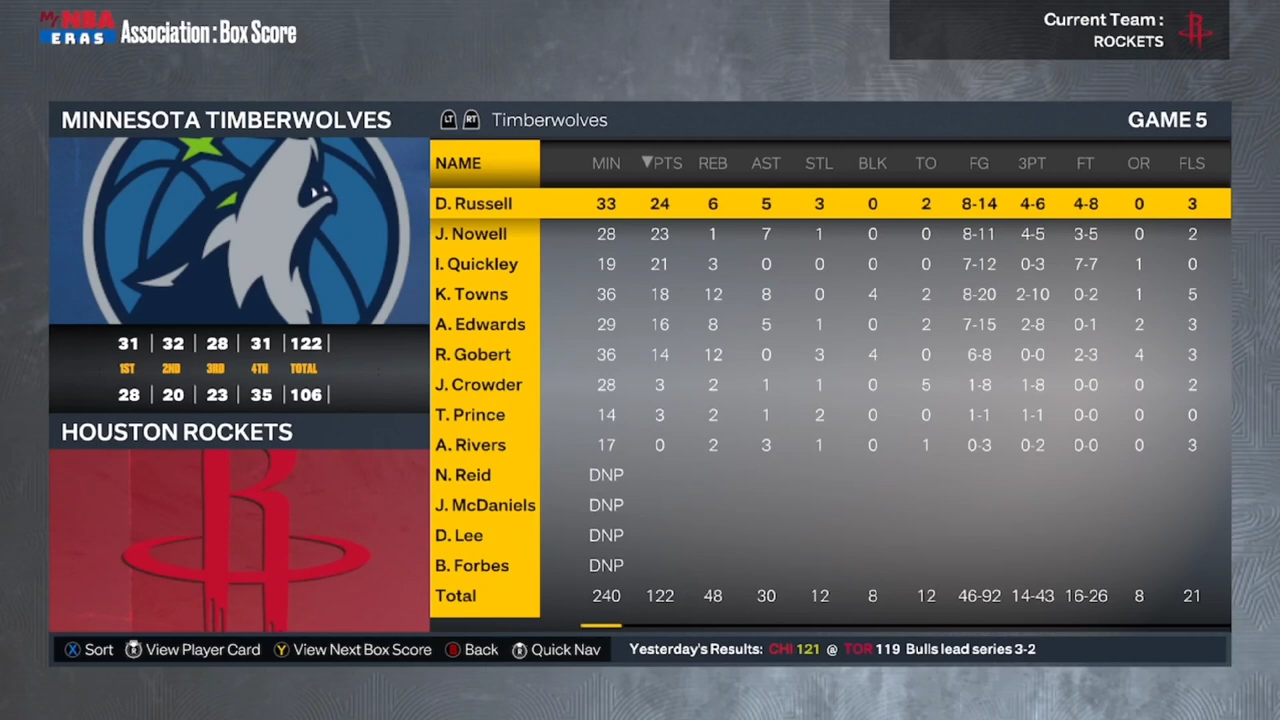 My NBA ERAS Association : Box Score
Current Team :
ROCKETS
MINNESOTA TIMBERWOLVES
31 | 32 | 28 | 31 | 122 |
1ST 2ND 3RD 4TH TOTAL
28 | 20 | 23 | 35 | 106 |
HOUSTON ROCKETS
LT RT Timberwolves GAME 5
NAME MIN ▼PTS REB AST STL BLK TO FG 3PT FT OR FLS
D. Russell 33 24 6 5 3 0 2 8-14 4-6 4-8 0 3
J. Nowell 28 23 1 7 1 0 0 8-11 4-5 3-5 0 2
I. Quickley 19 21 3 0 0 0 0 7-12 0-3 7-7 1 0
K. Towns 36 18 12 8 0 4 2 8-20 2-10 0-2 1 5
A. Edwards 29 16 8 5 1 0 2 7-15 2-8 0-1 2 3
R. Gobert 36 14 12 0 3 4 0 6-8 0-0 2-3 4 3
J. Crowder 28 3 2 1 1 0 5 1-8 1-8 0-0 0 2
T. Prince 14 3 2 1 2 0 0 1-1 1-1 0-0 0 0
A. Rivers 17 0 2 3 1 0 1 0-3 0-2 0-0 0 3
N. Reid DNP
J. McDaniels DNP
D. Lee DNP
B. Forbes DNP
Total 240 122 48 30 12 8 12 46-92 14-43 16-26 8 21
X Sort R View Player Card Y View Next Box Score B Back R Quick Nav Yesterday's Results: CHI 121 @ TOR 119 Bulls lead series 3-2